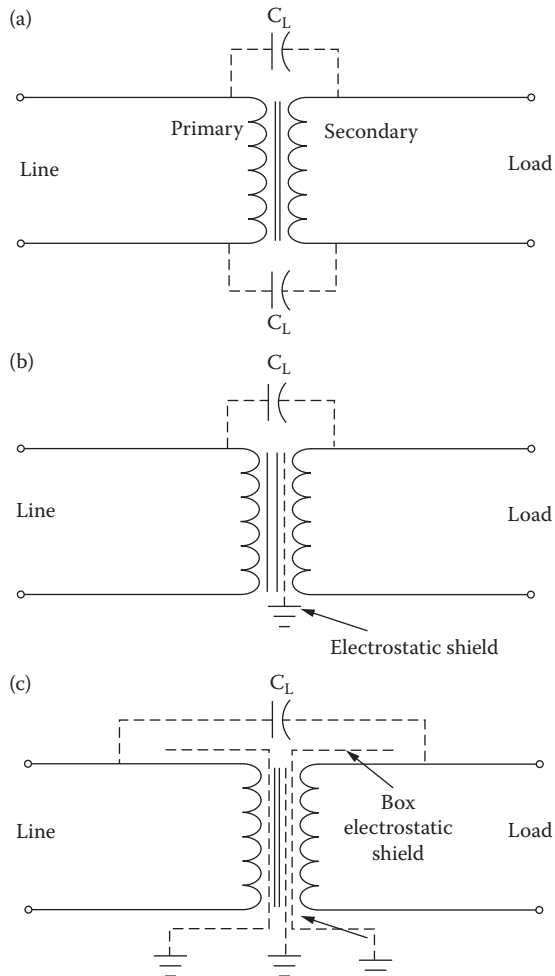 (a)
C_L
Primary
Secondary
Line
Load
C_L
(b)
C_L
Line
Load
Electrostatic shield
(c)
C_L
Line
Box
electrostatic
shield
Load